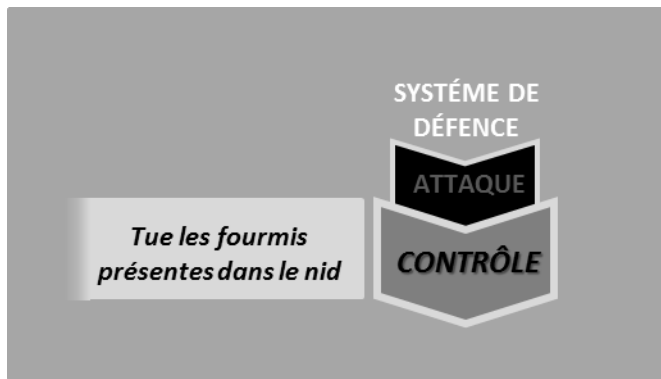 SYSTÉME DE
DÉFENCE
ATTAQUE
Tue les fourmis
présentes dans le nid
CONTRÔLE